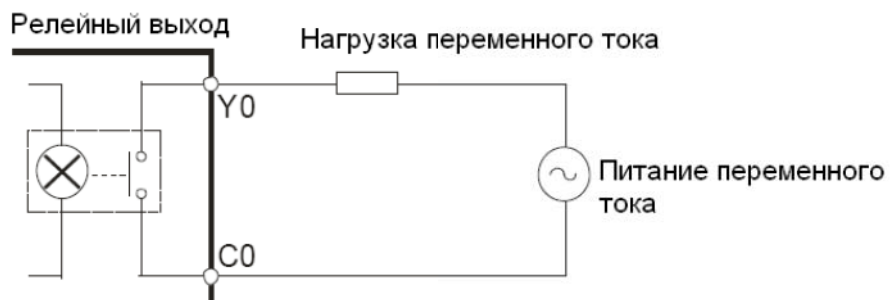 Релейный выход
Нагрузка переменного тока
Y0
Питание переменного
тока
C0